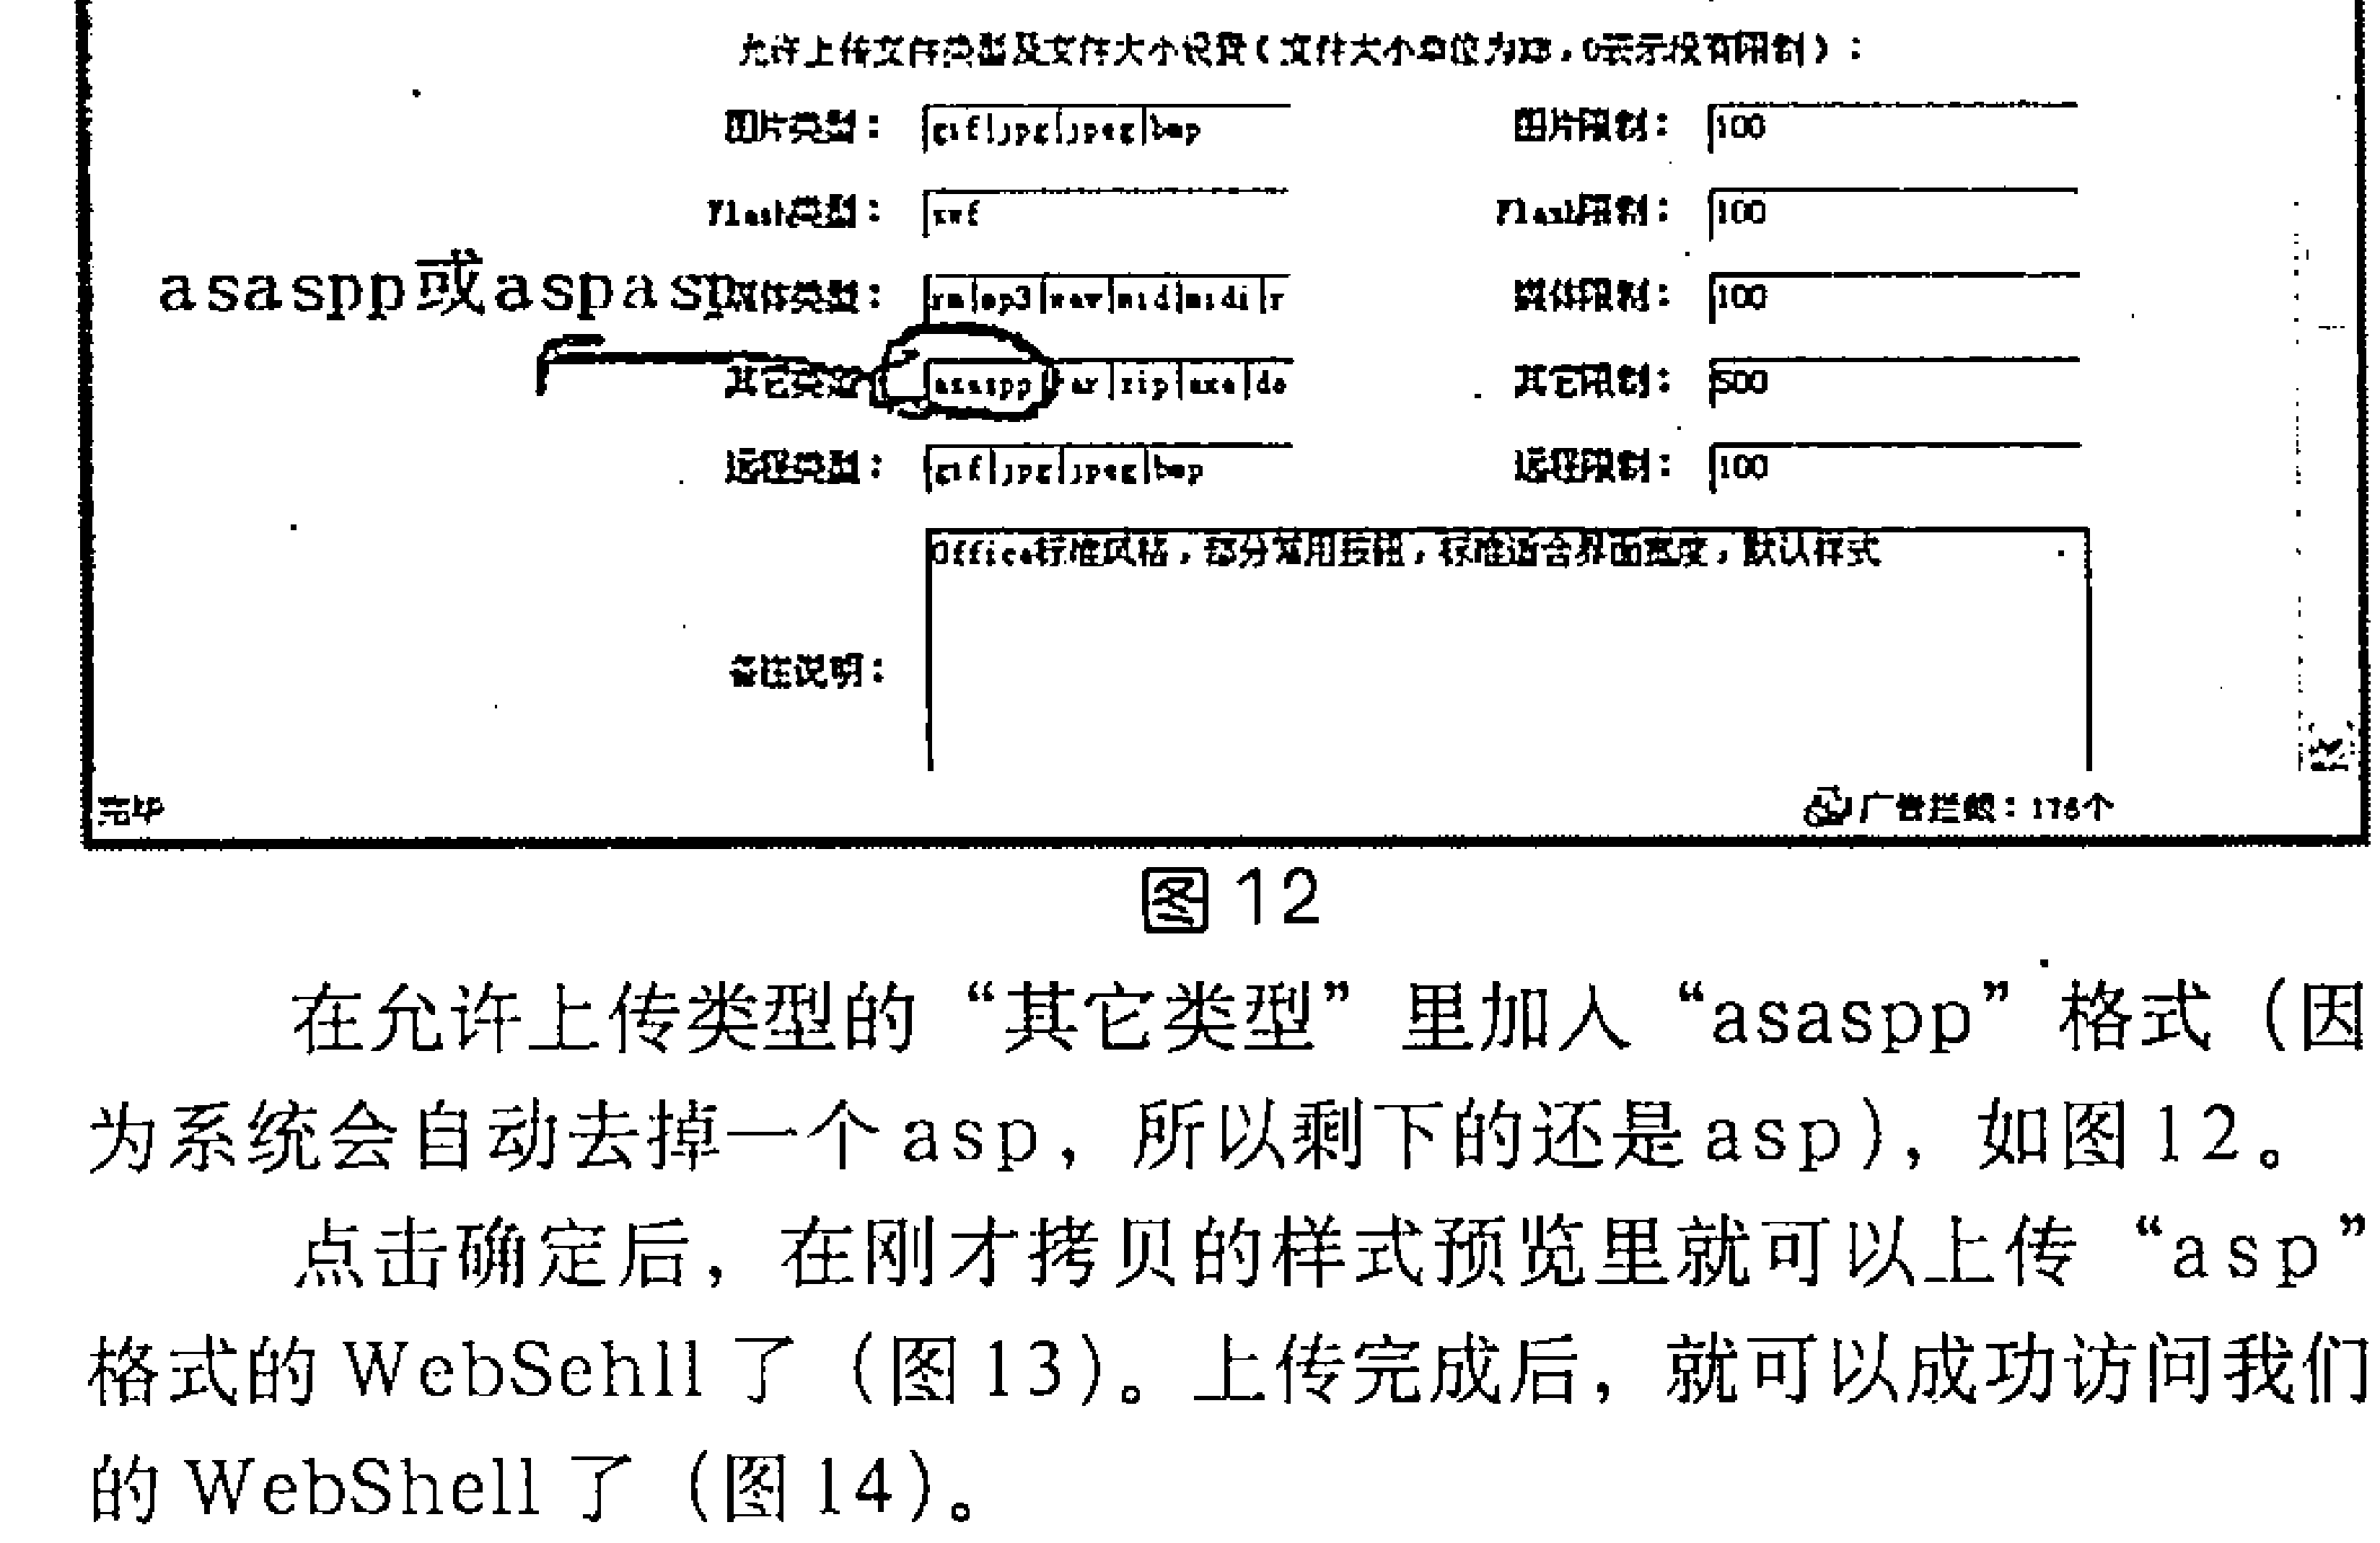 允许上传文件类型及文件大小设置(文件大小单位为KB,0表示没有限制):
图片类型: gif|jpg|jpeg|bmp 图片限制: 100
Flash类型: swf Flash限制: 100
asaspp或aspasp
媒体类型: rm|mp3|wav|mid|midi|r 媒体限制: 100
其它类型: asaspp| ar|zip|exe|do 其它限制: 500
远程类型: gif|jpg|jpeg|bmp 远程限制: 100
Office标准风格,部分常用按钮,标准适合界面宽度,默认样式
备注说明:
完毕 广告拦截:176个
图12
在允许上传类型的“其它类型”里加入“asaspp”格式（因
为系统会自动去掉一个asp，所以剩下的还是asp），如图12。
点击确定后，在刚才拷贝的样式预览里就可以上传“asp”
格式的WebSehll了（图13）。上传完成后，就可以成功访问我们
的WebShell了（图14）。